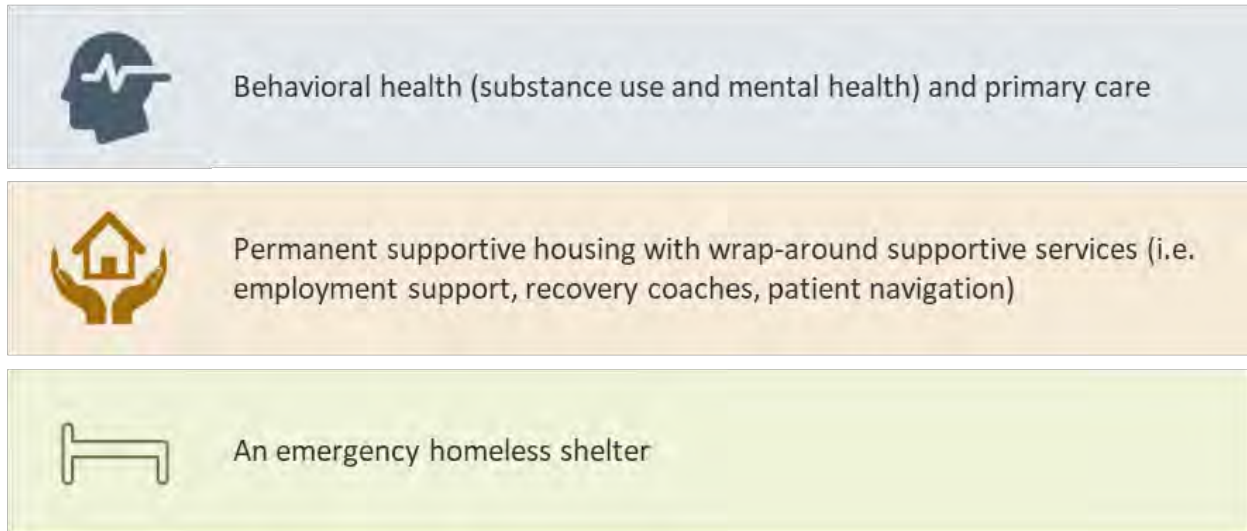 Behavioral health (substance use and mental health) and primary care
Permanent supportive housing with wrap-around supportive services (i.e.
employment support, recovery coaches, patient navigation)
An emergency homeless shelter